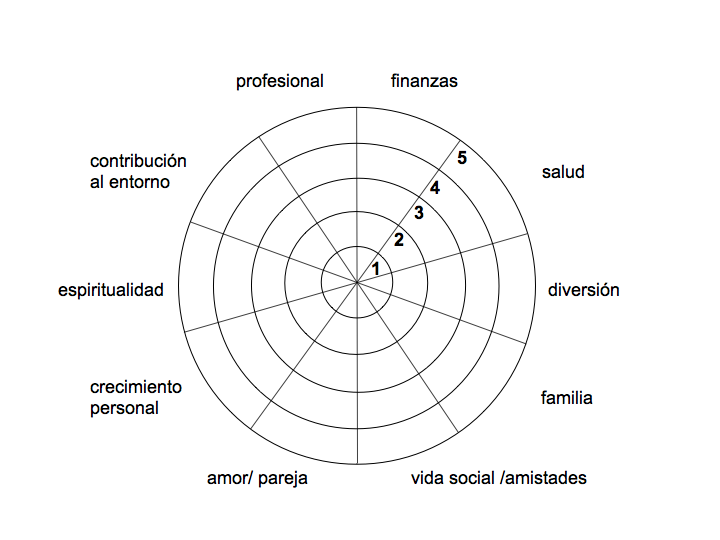 profesional
finanzas
contribución
al entorno
5
salud
4
3
2
1
espiritualidad
diversión
crecimiento
personal
familia
amor/ pareja
vida social /amistades